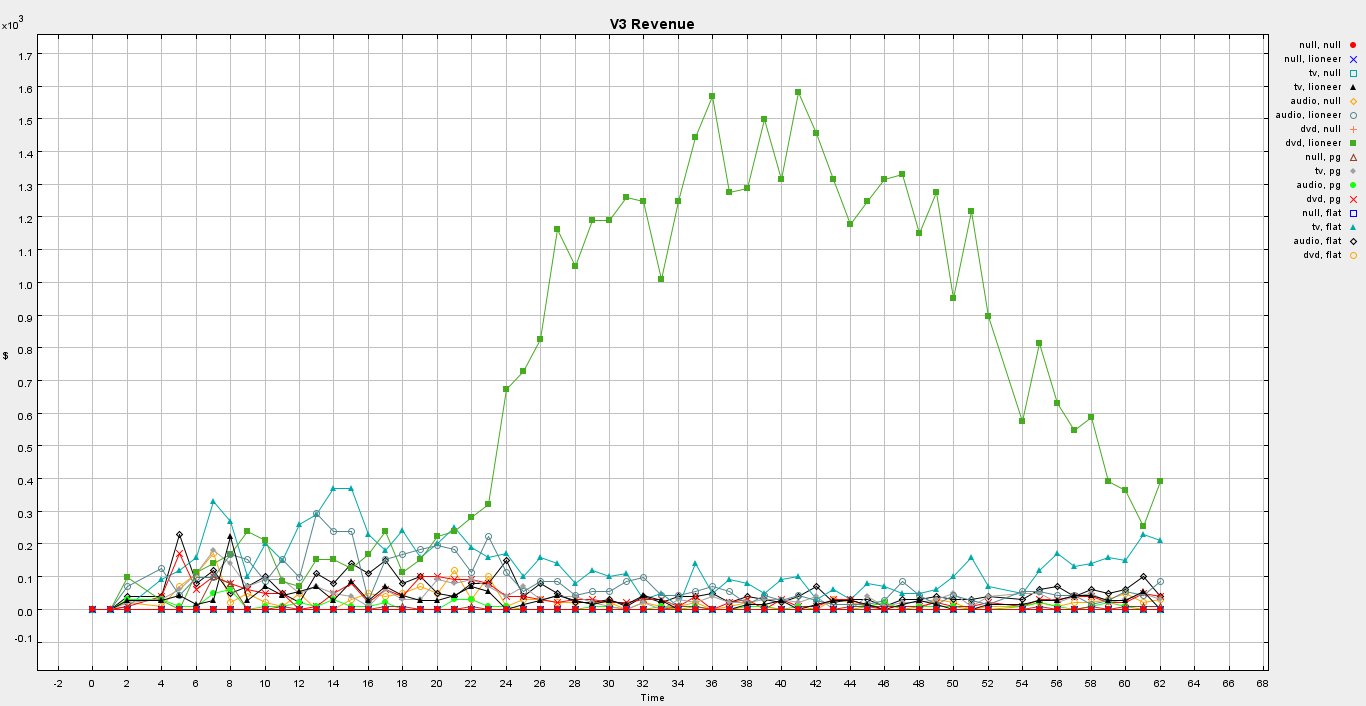 V3 Revenue
x10^3
1.7
1.6
1.5
1.4
1.3
1.2
1.1
1.0
0.9
0.8
0.7
0.6
0.5
0.4
0.3
0.2
0.1
0.0
-0.1
$
-2 0 2 4 6 8 10 12 14 16 18 20 22 24 26 28 30 32 34 36 38 40 42 44 46 48 50 52 54 56 58 60 62 64 66 68
Time
null, null
null, lioneer
tv, null
tv, lioneer
audio, null
audio, lioneer
dvd, null
dvd, lioneer
null, pg
tv, pg
audio, pg
dvd, pg
null, flat
tv, flat
audio, flat
dvd, flat